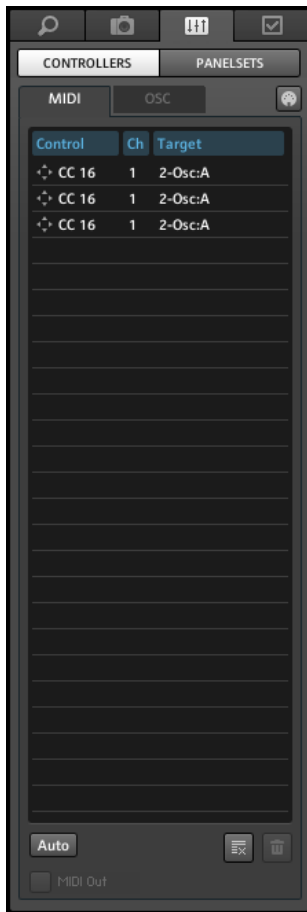 CONTROLLERS PANELSETS
MIDI OSC
Control Ch Target
CC 16 1 2-Osc:A
CC 16 1 2-Osc:A
CC 16 1 2-Osc:A
Auto
MIDI Out